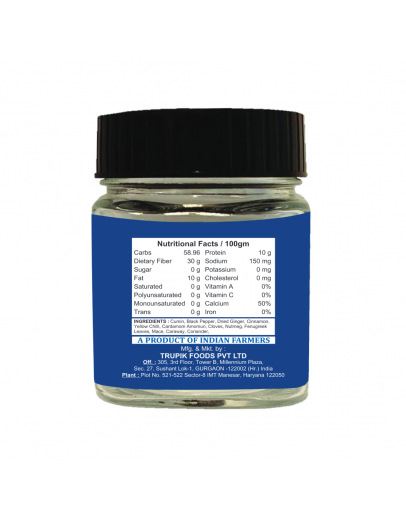 Nutritional Facts / 100gm
Carbs 58.96 Protein 10 g
Dietary Fiber 30 g Sodium 150 mg
Sugar 0 g Potassium 0 mg
Fat 10 g Cholesterol 0 mg
Saturated 0 g Vitamin A 0%
Polyunsaturated 0 g Vitamin C 0%
Monounsaturated 0 g Calcium 50%
Trans 0 g Iron 0%
INGREDIENTS : Cumin, Black Pepper, Dried Ginger, Cinnamon,
Yellow Chilli, Cardamom Amomun, Cloves, Nutmeg, Fenugreek
Leaves, Mace, Caraway, Coriander,
A PRODUCT OF INDIAN FARMERS
Mfg. & Mkt. by :
TRUPIK FOODS PVT LTD
Off. : 305, 3rd Floor, Tower B, Millennium Plaza,
Sec. 27, Sushant Lok-1, GURGAON -122002 (Hr.) India
Plant : Plot No. 521-522 Sector-8 IMT Manesar, Haryana 122050